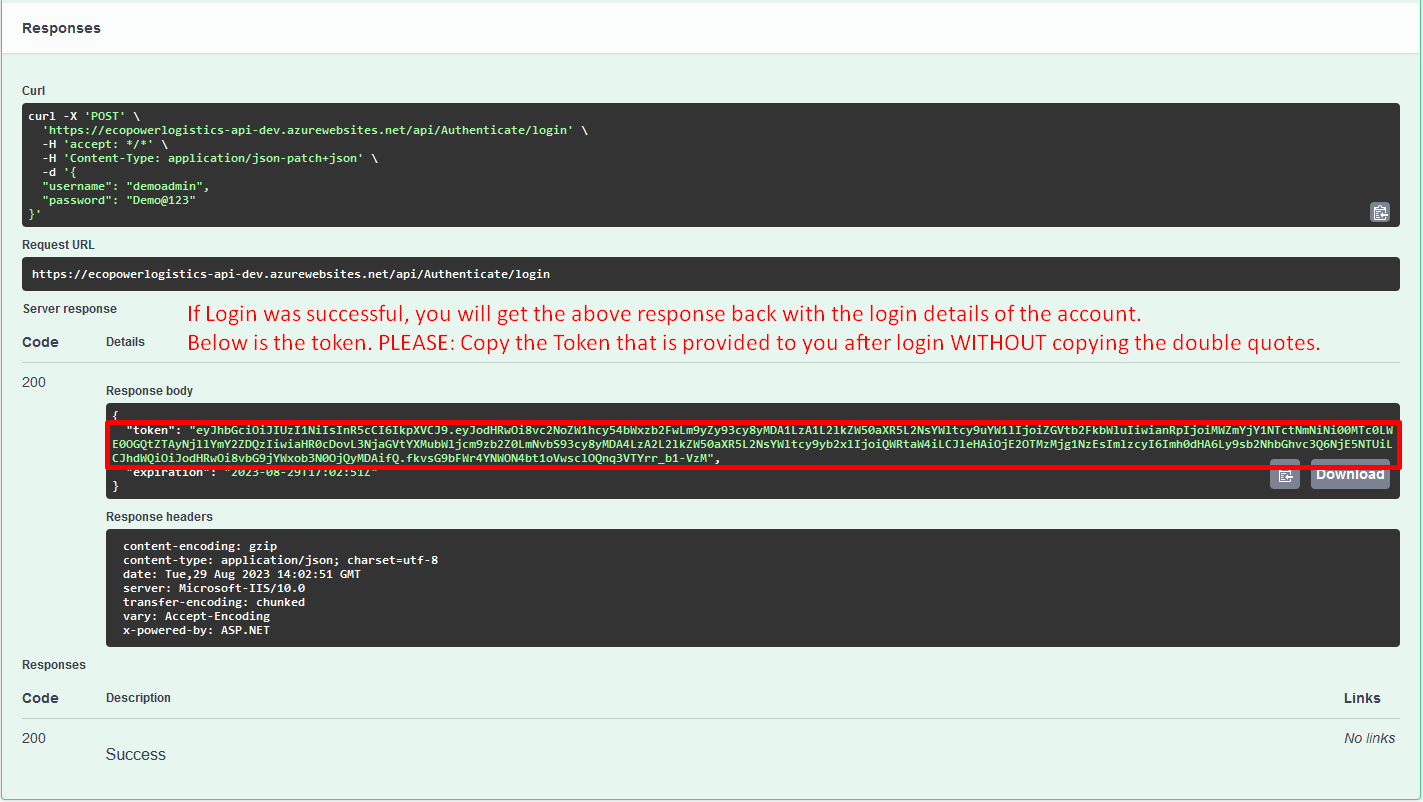 Responses
Curl
curl -X 'POST' \
'https://ecopowerlogistics-api-dev.azurewebsites.net/api/Authenticate/login' \
-H 'accept: */*' \
-H 'Content-Type: application/json-patch+json' \
-d '{
"username": "demoadmin",
"password": "Demo@123"
}'
Request URL
https://ecopowerlogistics-api-dev.azurewebsites.net/api/Authenticate/login
Server response
If Login was successful, you will get the above response back with the login details of the account.
Code Details
Below is the token. PLEASE: Copy the Token that is provided to you after login WITHOUT copying the double quotes.
200
Response body
{
"token":
"expiration": "2023-08-29T17:02:51Z"
}
Download
Response headers
content-encoding: gzip
content-type: application/json; charset=utf-8
date: Tue,29 Aug 2023 14:02:51 GMT
server: Microsoft-IIS/10.0
transfer-encoding: chunked
vary: Accept-Encoding
x-powered-by: ASP.NET
Responses
Code Description Links
200 No links
Success